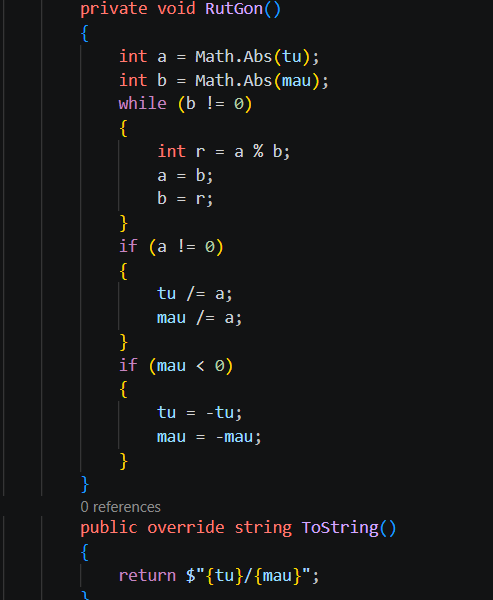 private void RutGon()
{
int a = Math.Abs(tu);
int b = Math.Abs(mau);
while (b != 0)
{
int r = a % b;
a = b;
b = r;
}
if (a != 0)
{
tu /= a;
mau /= a;
}
if (mau < 0)
{
tu = -tu;
mau = -mau;
}
}
0 references
public override string ToString()
{
return $"{tu}/{mau}";
}